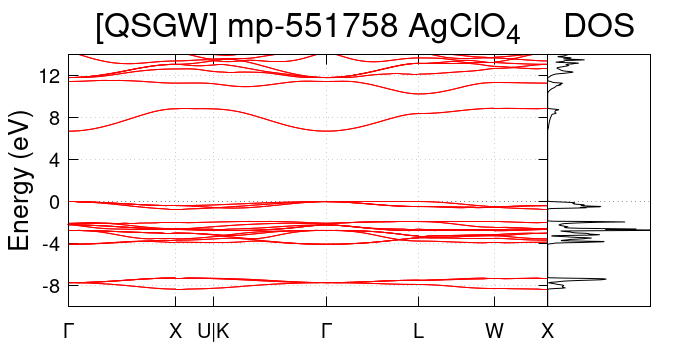 [QSGW] mp-551758 AgClO4 DOS
Energy (eV)
12
8
4
0
-4
-8
Γ X U|K Γ L W X